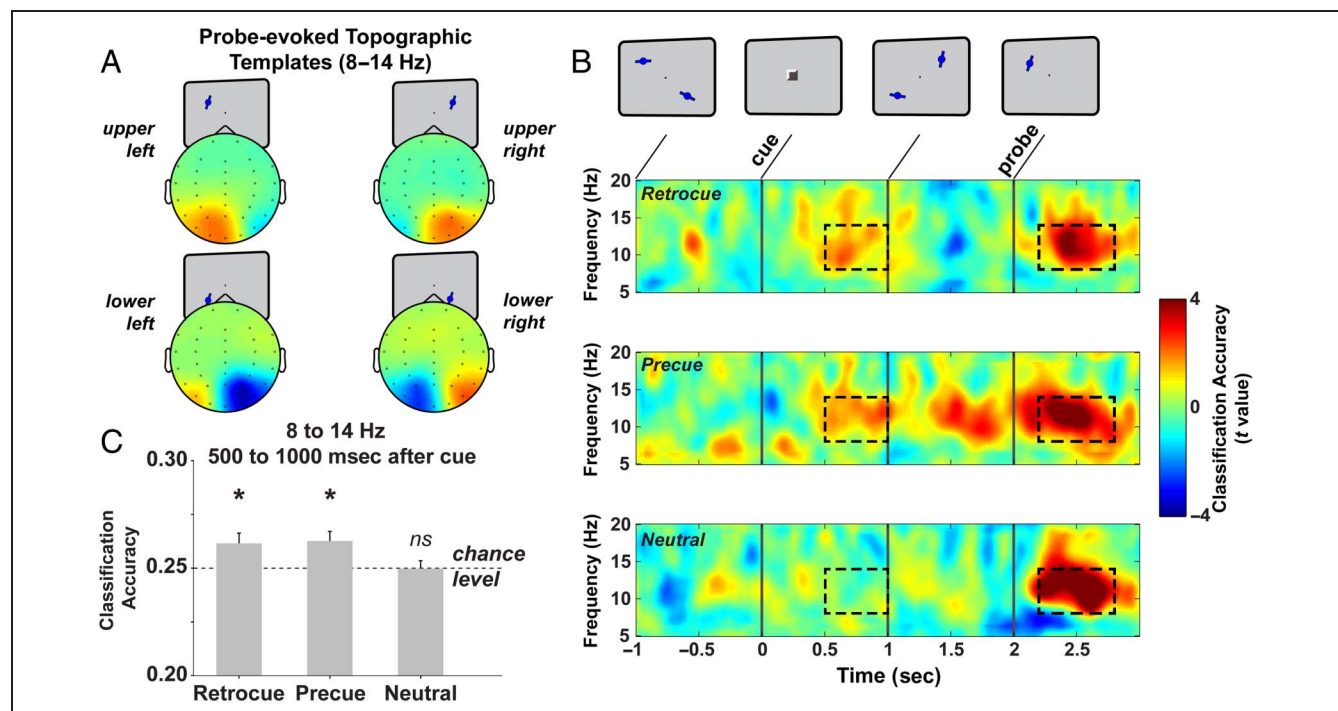 A
Probe-evoked Topographic
Templates (8–14 Hz)
upper
left
upper
right
lower
left
lower
right
B
cue
probe
Frequency (Hz)
20
15
10
5
Retrocue
Frequency (Hz)
20
15
10
5
Precue
Frequency (Hz)
20
15
10
5
Neutral
−1
−0.5
0
0.5
1
1.5
2
2.5
Time (sec)
4
0
−4
Classification Accuracy
(t value)
C
8 to 14 Hz
500 to 1000 msec after cue
Classification
Accuracy
0.30
0.25
0.20
*
*
ns
chance
level
Retrocue
Precue
Neutral